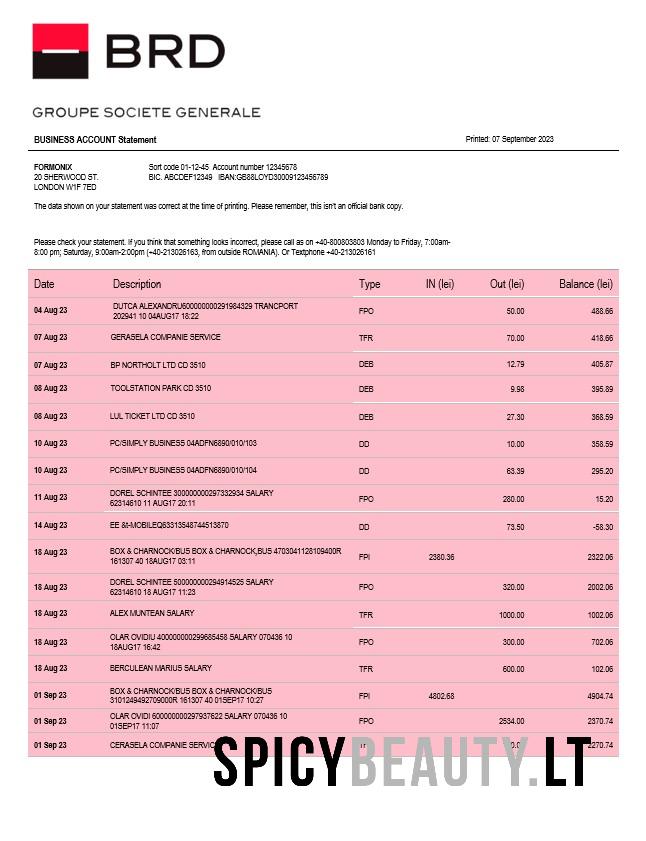 BRD
GROUPE SOCIETE GENERALE
BUSINESS ACCOUNT Statement Printed: 07 September 2023
FORMONIX Sort code 01-12-45 Account number 12345678
20 SHERWOOD ST. BIC. ABCDEF12349 IBAN:GB88LOYD30009123456789
LONDON W1F 7ED
The data shown on your statement was correct at the time of printing. Please remember, this isn't an official bank copy.
Please check your statement. If you think that something looks incorrect, please call as on +40-800803803 Monday to Friday, 7:00am-
8:00 pm; Saturday, 9:00am-2:00pm (+40-213026163, from outside ROMANIA). Or Textphone +40-213026161
Date Description Type IN (lei) Out (lei) Balance (lei)
04 Aug 23 DUTCA ALEXANDRU600000000291984329 TRANCPORT FPO 50.00 488.66
202941 10 04AUG17 18:22
07 Aug 23 GERASELA COMPANIE SERVICE TFR 70.00 418.66
07 Aug 23 BP NORTHOLT LTD CD 3510 DEB 12.79 405.87
08 Aug 23 TOOLSTATION PARK CD 3510 DEB 9.98 395.89
08 Aug 23 LUL TICKET LTD CD 3510 DEB 27.30 368.59
10 Aug 23 PC/SIMPLY BUSINESS 04ADFN6890/010/103 DD 10.00 358.59
10 Aug 23 PC/SIMPLY BUSINESS 04ADFN6890/010/104 DD 63.39 295.20
11 Aug 23 DOREL SCHINTEE 300000000297332934 SALARY FPO 280.00 15.20
62314610 11 AUG17 20:11
14 Aug 23 EE &t-MOBILEQ63313548744513870 DD 73.50 -58.30
18 Aug 23 BOX & CHARNOCK/BUS BOX & CHARNOCK,BUS 4703041128109400R FPI 2380.36 2322.06
161307 40 18AUG17 03:11
18 Aug 23 DOREL SCHINTEE 500000000294914525 SALARY FPO 320.00 2002.06
62314610 18 AUG17 11:23
18 Aug 23 ALEX MUNTEAN SALARY TFR 1000.00 1002.06
18 Aug 23 OLAR OVIDIU 400000000299685458 SALARY 070436 10 FPO 300.00 702.06
18AUG17 16:42
18 Aug 23 BERCULEAN MARIUS SALARY TFR 600.00 102.06
01 Sep 23 BOX & CHARNOCK/BUS BOX & CHARNOCK/BUS FPI 4802.68 4904.74
3101249492709000R 161307 40 01SEP17 10:27
01 Sep 23 OLAR OVIDI 600000000297937622 SALARY 070436 10 FPO 2534.00 2370.74
01SEP17 11:07
01 Sep 23 CERASELA COMPANIE 2270.74
SPICYBEAUTY.LT